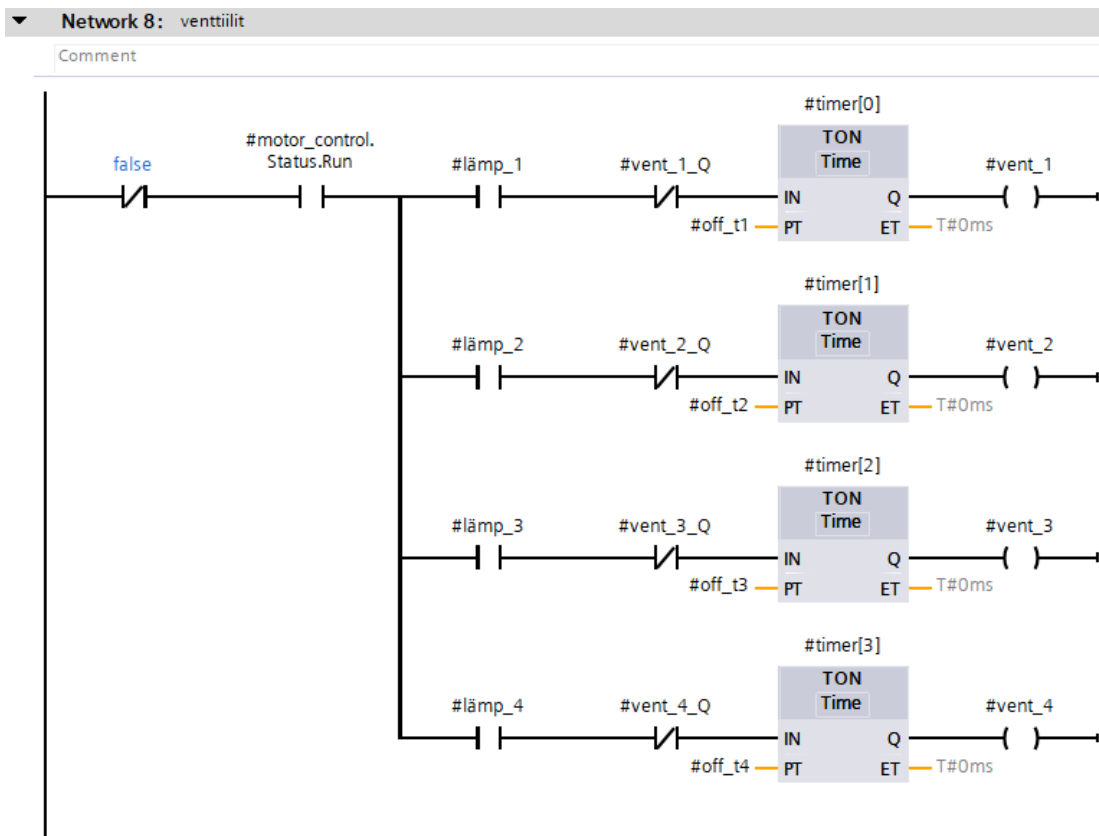 Network 8: venttiilit
Comment
#timer[0]
#motor_control.
TON
false
Status.Run
#lämp_1
#vent_1_Q
Time
#vent_1
IN
Q
#off_t1
PT
ET
T#0ms
#timer[1]
TON
#lämp_2
#vent_2_Q
Time
#vent_2
IN
Q
#off_t2
PT
ET
T#0ms
#timer[2]
TON
#lämp_3
#vent_3_Q
Time
#vent_3
IN
Q
#off_t3
PT
ET
T#0ms
#timer[3]
TON
#lämp_4
#vent_4_Q
Time
#vent_4
IN
Q
#off_t4
PT
ET
T#0ms